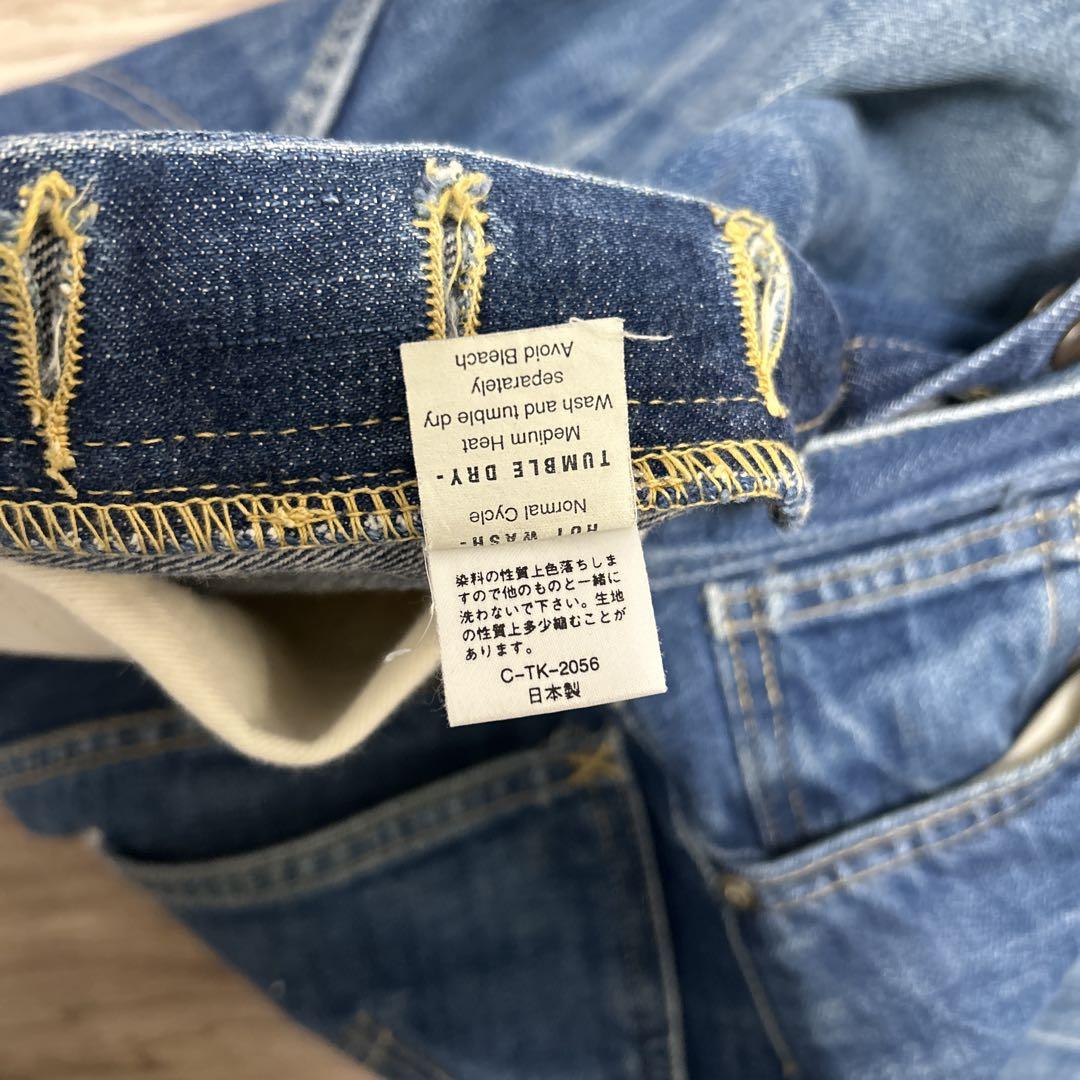 HOT WASH-
Normal Cycle
TUMBLE DRY-
Medium Heat
Wash and tumble dry
separately
Avoid Bleach
染料の性質上色落ちしま
すので他のものと一緒に
洗わないで下さい。生地
の性質上多少縮むことが
あります。
C-TK-2056
日本製